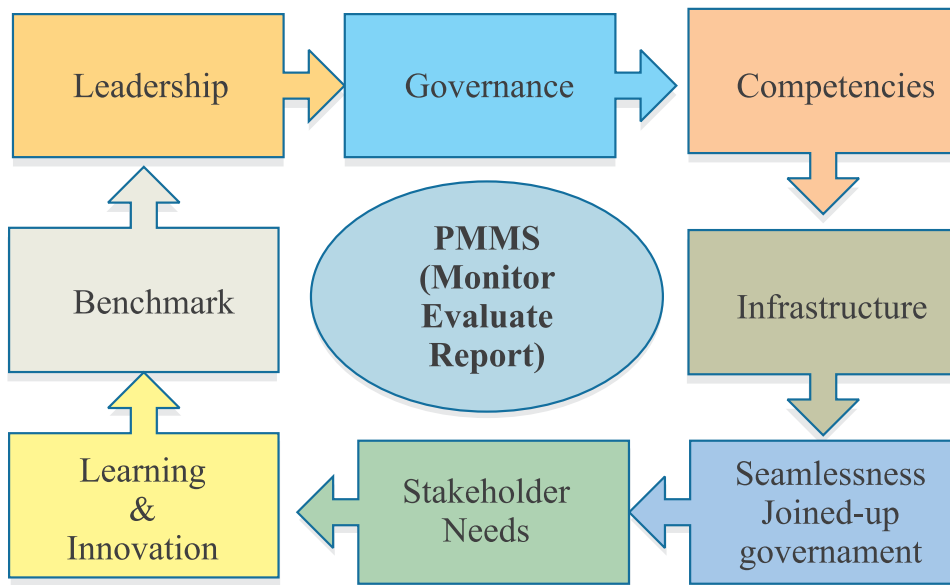 Leadership
Governance
Competencies
PMMS
(Monitor
Evaluate
Report)
Benchmark
Infrastructure
Learning
&
Innovation
Stakeholder
Needs
Seamlessness
Joined-up
governament